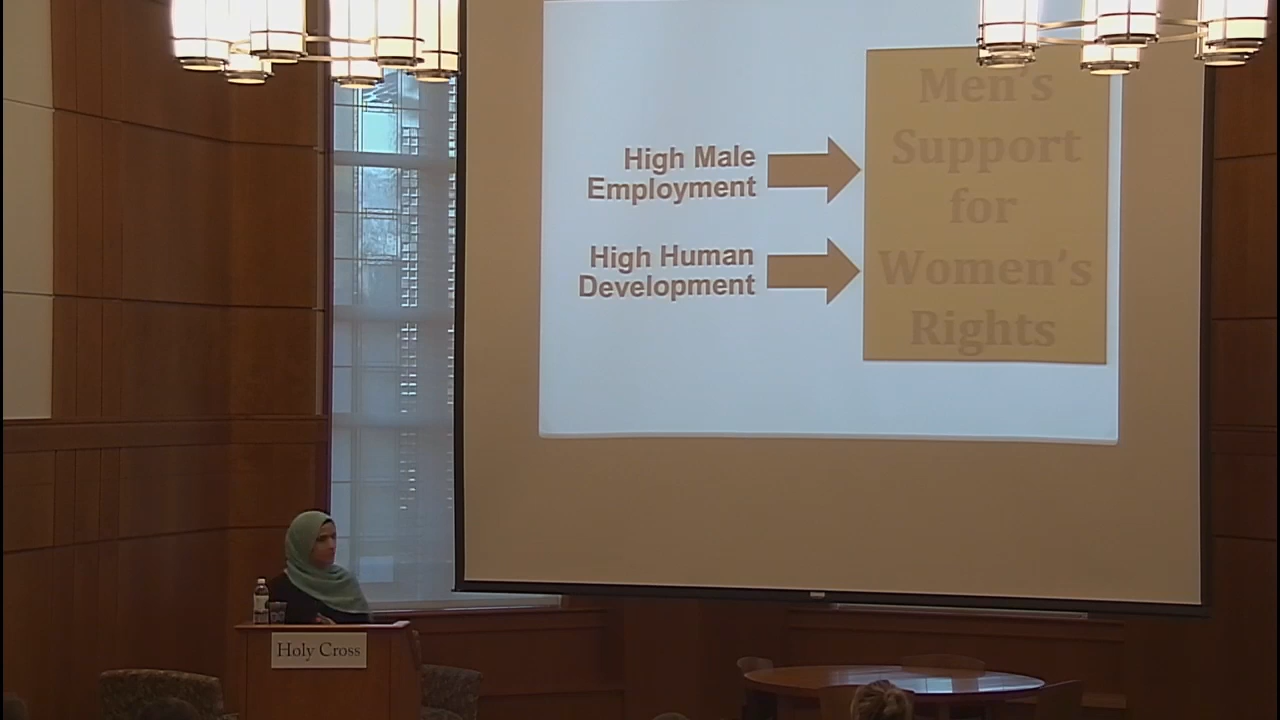 High Male
Employment
High Human
Development
Men's
Support
for
Women's
Rights
Holy Cross